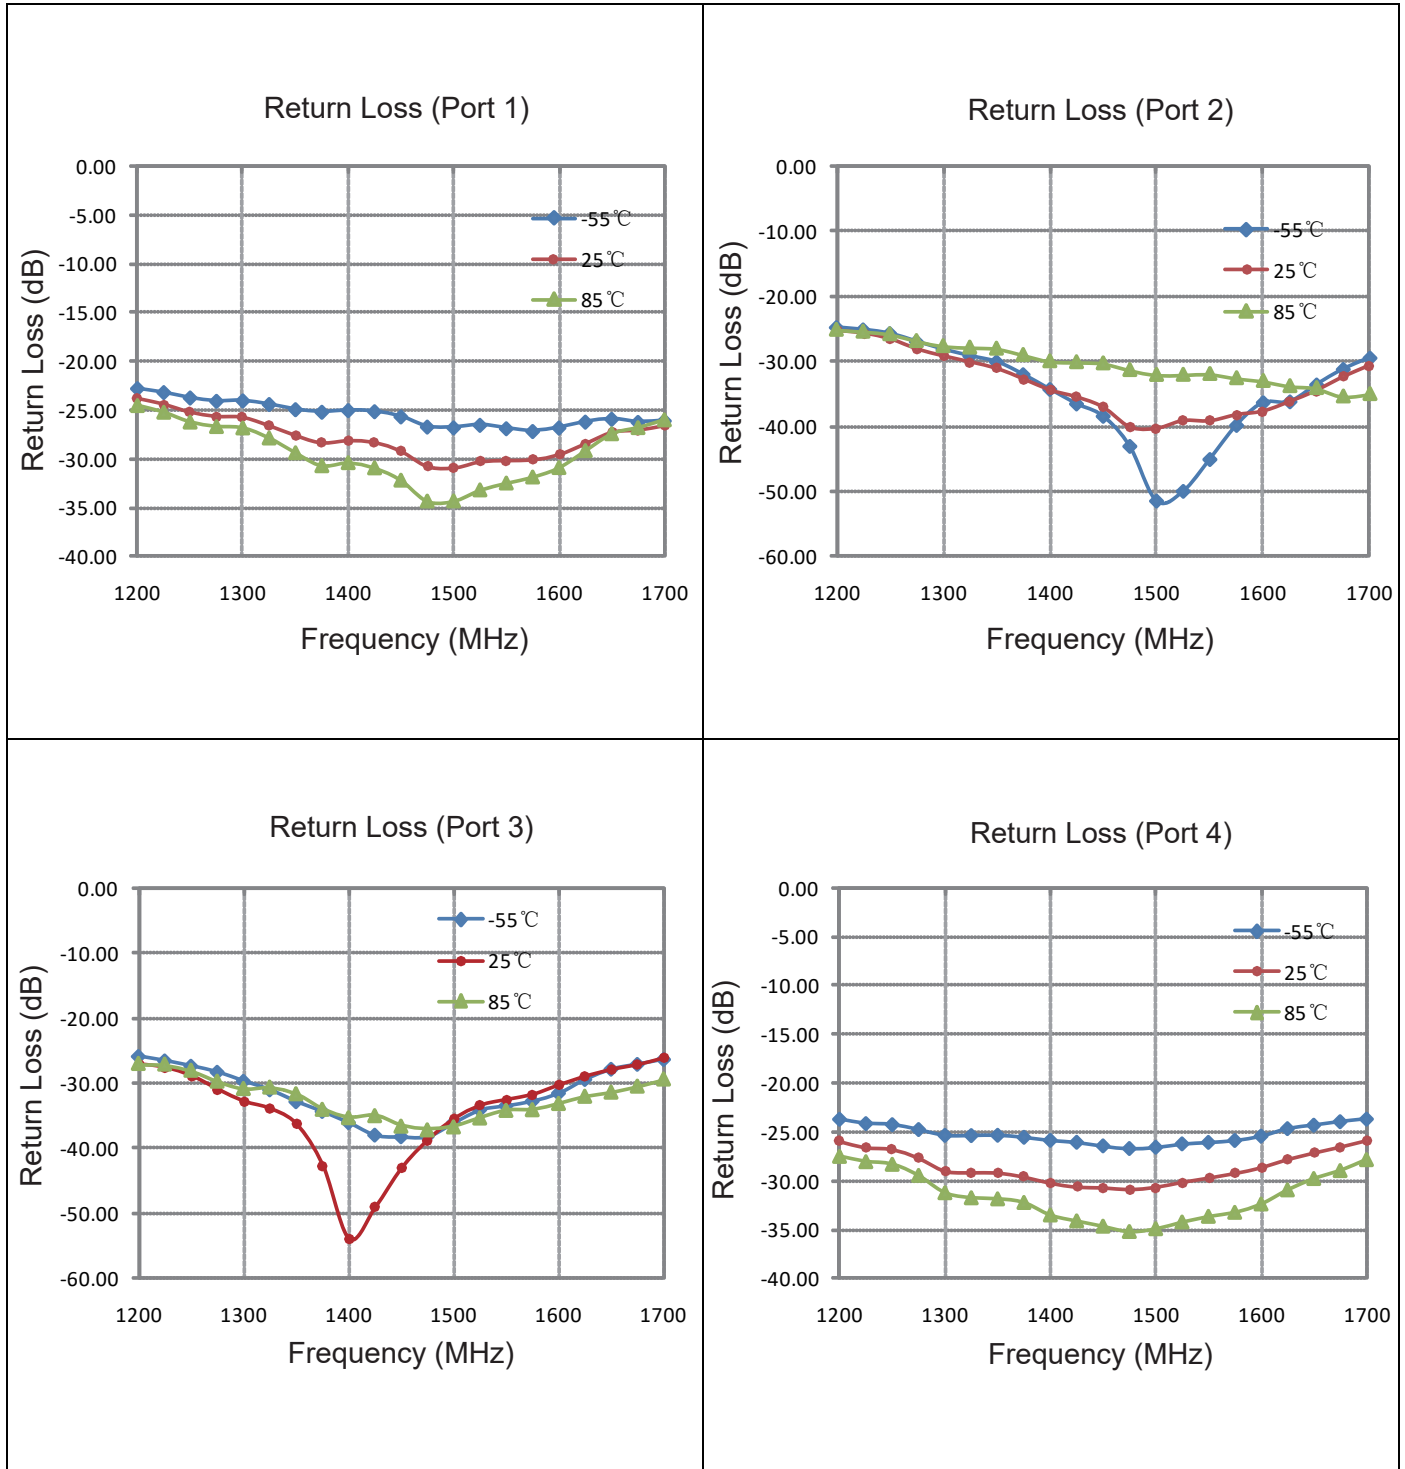 Return Loss (Port 1)
Return Loss (dB)
0.00
-5.00
-10.00
-15.00
-20.00
-25.00
-30.00
-35.00
-40.00
-55℃
25℃
85℃
1200 1300 1400 1500 1600 1700
Frequency (MHz)
Return Loss (Port 2)
Return Loss (dB)
0.00
-10.00
-20.00
-30.00
-40.00
-50.00
-60.00
-55℃
25℃
85℃
1200 1300 1400 1500 1600 1700
Frequency (MHz)
Return Loss (Port 3)
Return Loss (dB)
0.00
-10.00
-20.00
-30.00
-40.00
-50.00
-60.00
-55℃
25℃
85℃
1200 1300 1400 1500 1600 1700
Frequency (MHz)
Return Loss (Port 4)
Return Loss (dB)
0.00
-5.00
-10.00
-15.00
-20.00
-25.00
-30.00
-35.00
-40.00
-55℃
25℃
85℃
1200 1300 1400 1500 1600 1700
Frequency (MHz)